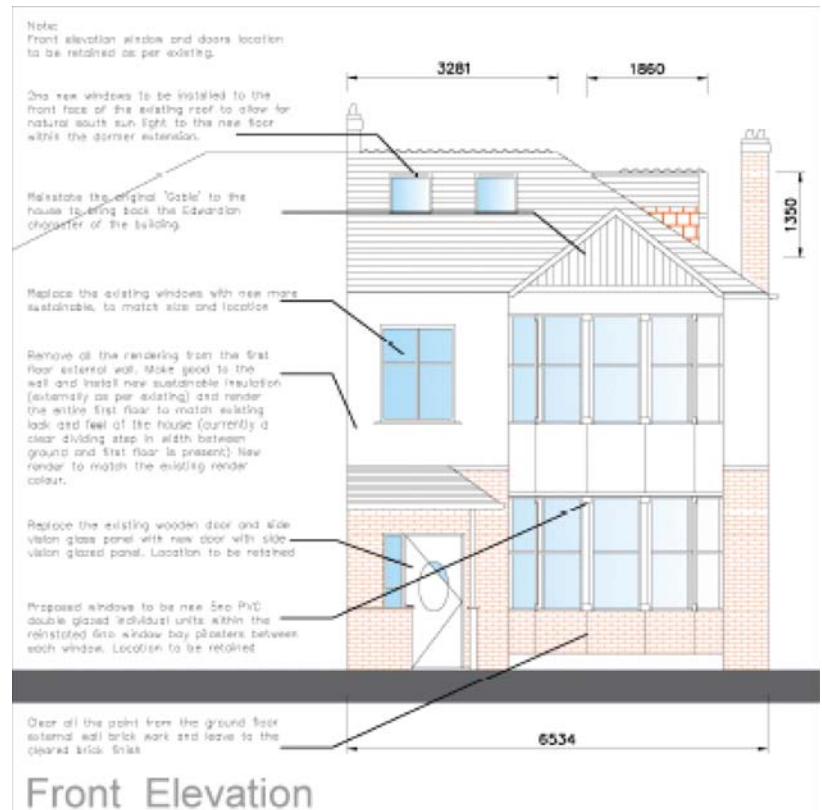 Note:
Front elevation window and doors location
to be retained as per existing.
3281
1860
2no new windows to be installed to the
front face of the existing roof to allow for
natural south sun light to the new floor
within the dormer extension.
1350
Reinstate the original 'Gable' to the
house to bring back the Edwardian
character of the building.
Replace the existing windows with new more
sustainable, to match size and location
Remove all the rendering from the first
floor external wall. Make good to the
wall and install new sustainable insulation
(externally as per existing) and render
the entire first floor to match existing
look and feel of the house (currently a
clear dividing step in width between
ground and first floor is present) New
render to match the existing render
colour.
Replace the existing wooden door and side
vision glass panel with new door with side
vision glazed panel. Location to be retained
Proposed windows to be new 5no PVC
double glazed individual units within the
reinstated 6no window bay pilasters between
each window. Location to be retained
Clear all the paint from the ground floor
external wall brick work and leave to the
cleared brick finish
6534
Front Elevation